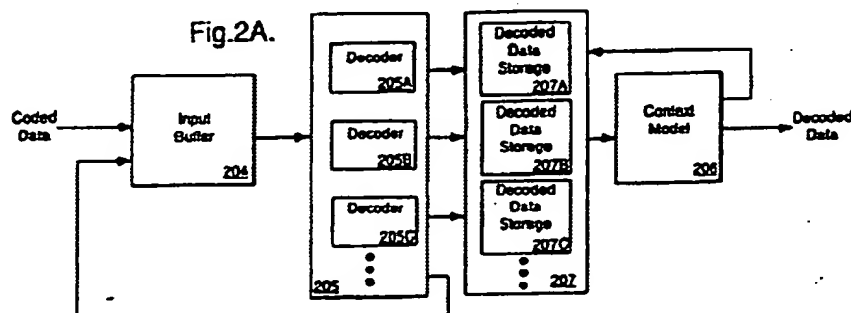 Fig.2A.
Coded
Data
Input
Buffer
204
Decoder
205A
Decoder
205B
Decoder
205C
205
Decoded
Data
Storage
207A
Decoded
Data
Storage
207B
Decoded
Data
Storage
207C
207
Context
Model
206
Decoded
Data